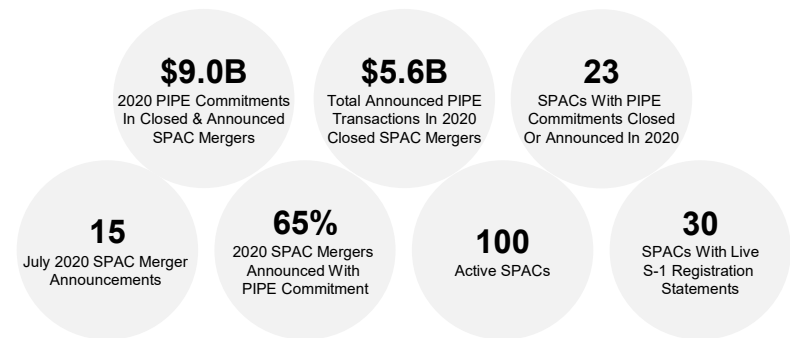 $9.0B
2020 PIPE Commitments
In Closed & Announced
SPAC Mergers
$5.6B
Total Announced PIPE
Transactions In 2020
Closed SPAC Mergers
23
SPACs With PIPE
Commitments Closed
Or Announced In 2020
15
July 2020 SPAC Merger
Announcements
65%
2020 SPAC Mergers
Announced With
PIPE Commitment
100
Active SPACs
30
SPACs With Live
S-1 Registration
Statements